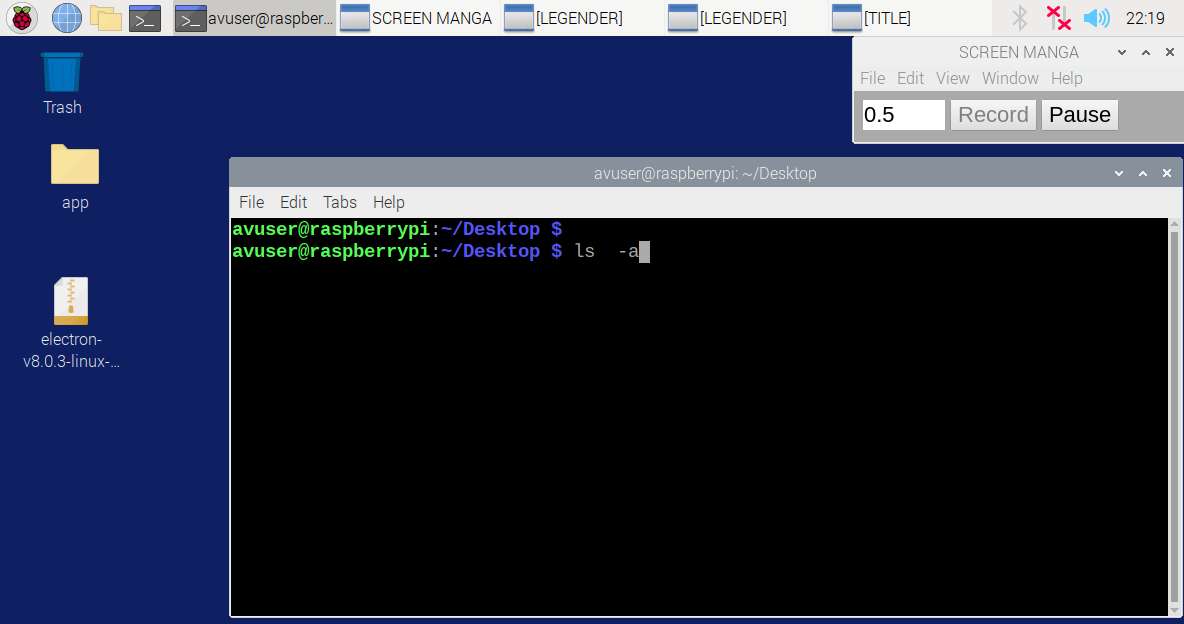 avuser@raspber...
SCREEN MANGA
[LEGENDER]
[LEGENDER]
[TITLE]
22:19
Trash
app
electron-
v8.0.3-linux-...
SCREEN MANGA
File Edit View Window Help
0.5 Record Pause
avuser@raspberrypi: ~/Desktop
File Edit Tabs Help
avuser@raspberrypi:~/Desktop $
avuser@raspberrypi:~/Desktop $ ls  -a